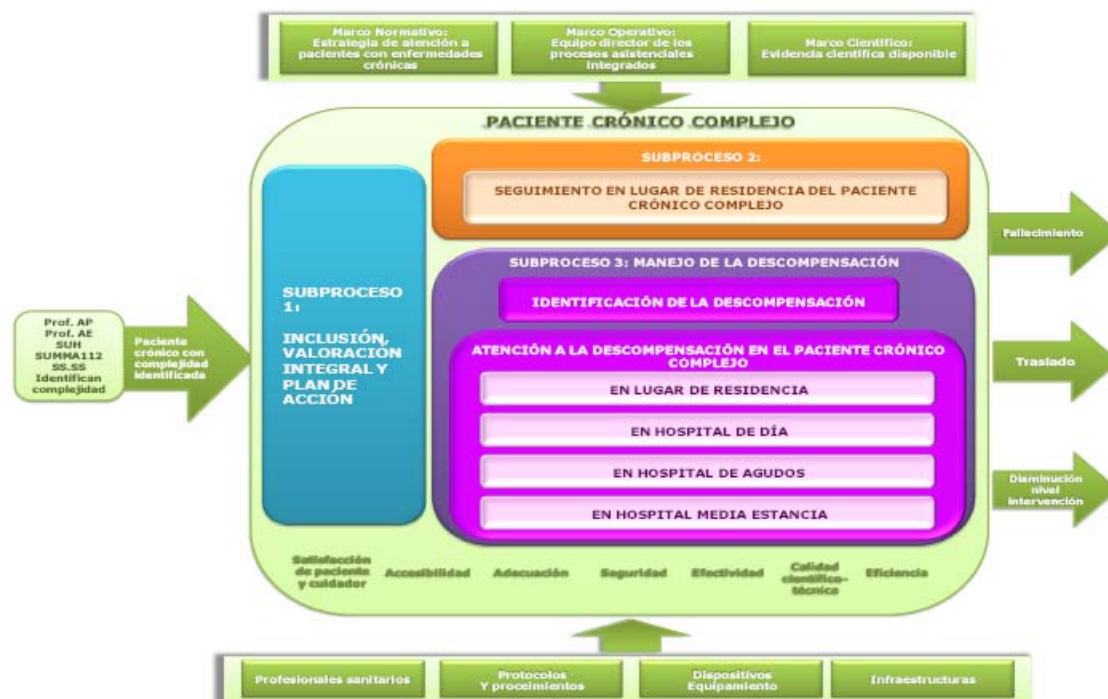 Marco Normativo:
Estrategia de atención a
pacientes con enfermedades
crónicas
Marco Operativo:
Equipo director de los
procesos asistenciales
integrados
Marco Científico:
Evidencia científica disponible
PACIENTE CRÓNICO COMPLEJO
Prof. AP
Prof. AE
SUH
SUMMA112
SS.SS
Identifican
complejidad
Paciente
crónico con
complejidad
identificada
SUBPROCESO
1:
INCLUSIÓN,
VALORACIÓN
INTEGRAL Y
PLAN DE
ACCIÓN
SUBPROCESO 2:
SEGUIMIENTO EN LUGAR DE RESIDENCIA DEL PACIENTE
CRÓNICO COMPLEJO
SUBPROCESO 3: MANEJO DE LA DESCOMPENSACIÓN
IDENTIFICACIÓN DE LA DESCOMPENSACIÓN
ATENCIÓN A LA DESCOMPENSACIÓN EN EL PACIENTE CRÓNICO
COMPLEJO
EN LUGAR DE RESIDENCIA
EN HOSPITAL DE DÍA
EN HOSPITAL DE AGUDOS
EN HOSPITAL MEDIA ESTANCIA
Fallecimiento
Traslado
Disminución
nivel
intervención
Satisfacción
de paciente
y cuidador
Accesibilidad
Adecuación
Seguridad
Efectividad
Calidad
científico-
técnica
Eficiencia
Profesionales sanitarios
Protocolos
Y proceimientos
Dispositivos
Equipamiento
Infraestructuras